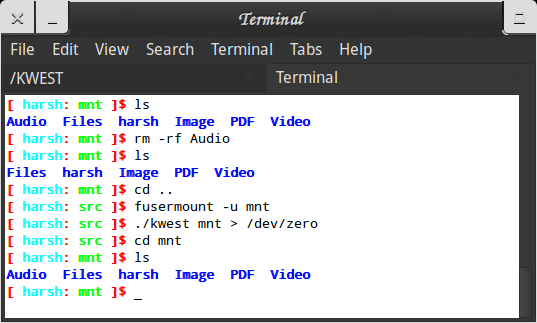 Terminal
File Edit View Search Terminal Tabs Help
/KWEST Terminal
[ harsh: mnt ]$ ls
Audio Files harsh Image PDF Video
[ harsh: mnt ]$ rm -rf Audio
[ harsh: mnt ]$ ls
Files harsh Image PDF Video
[ harsh: mnt ]$ cd ..
[ harsh: src ]$ fusermount -u mnt
[ harsh: src ]$ ./kwest mnt > /dev/zero
[ harsh: src ]$ cd mnt
[ harsh: mnt ]$ ls
Audio Files harsh Image PDF Video
[ harsh: mnt ]$ _